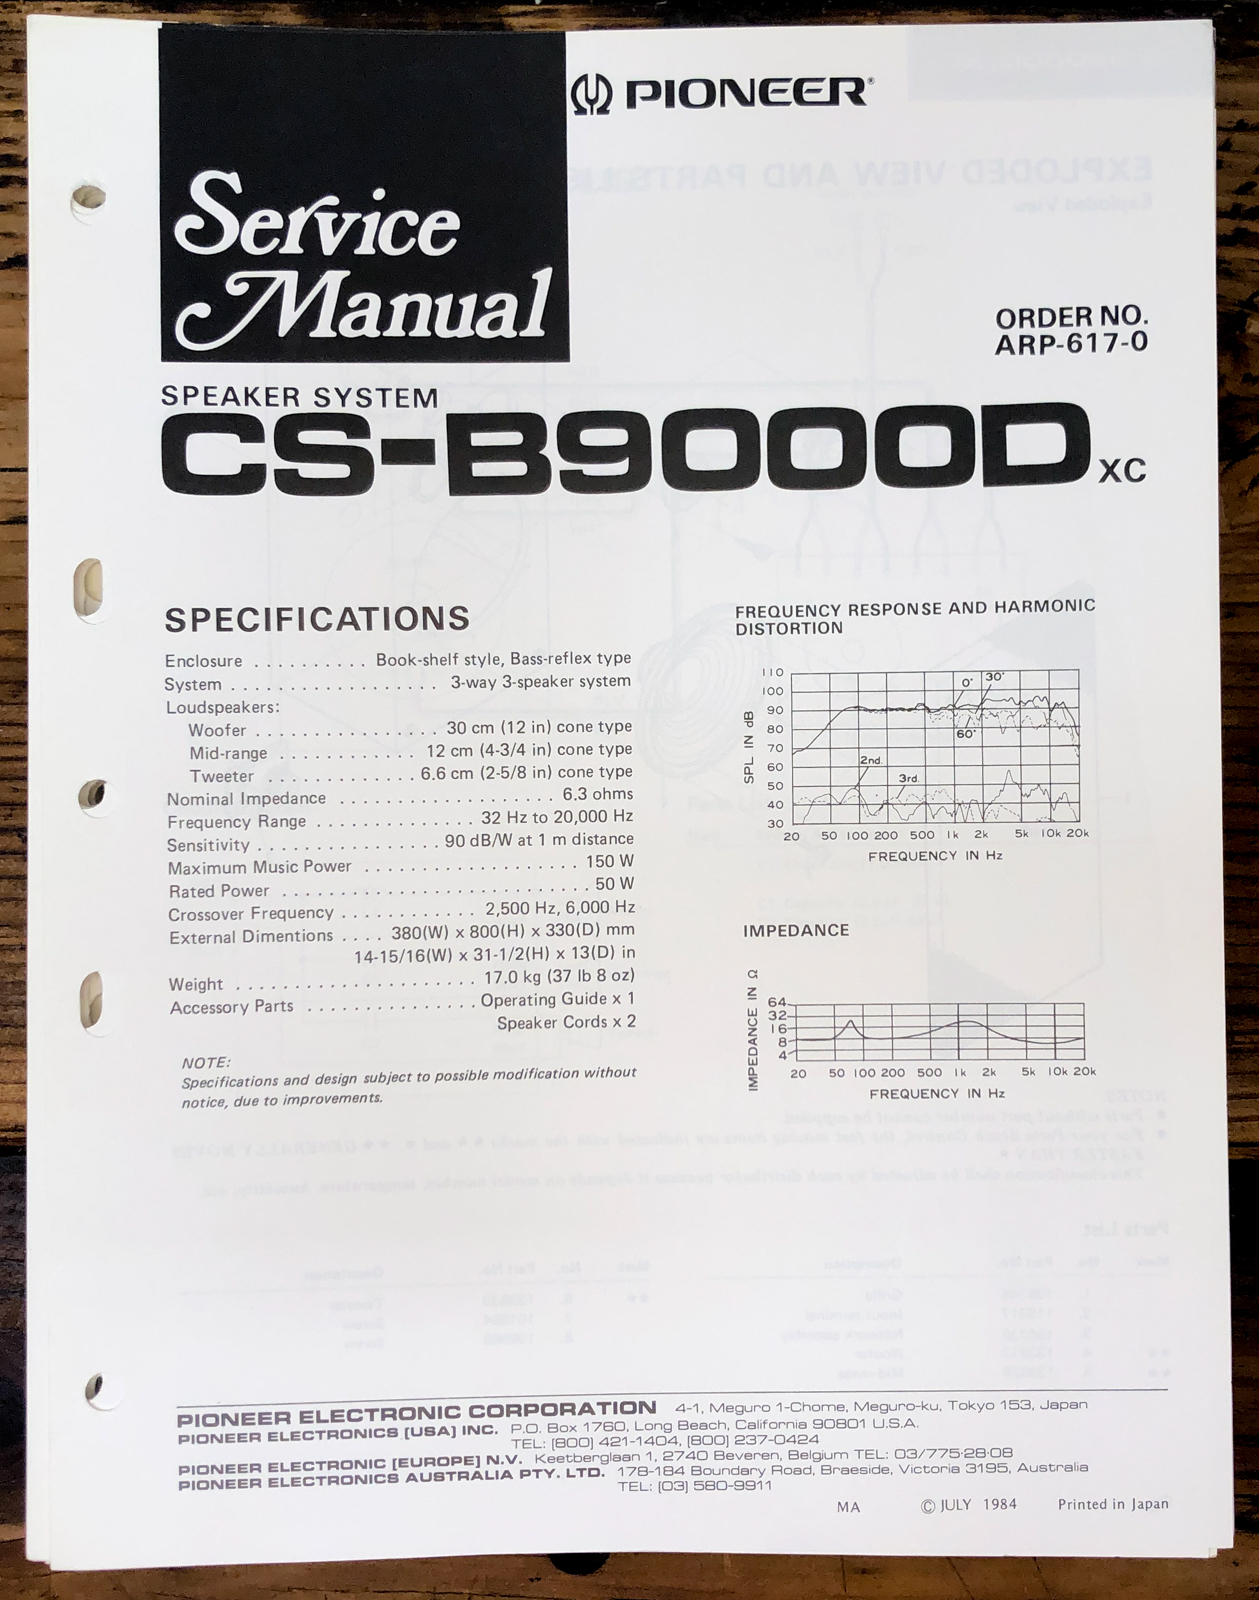 PIONEER®
Service
Manual
ORDER NO.
ARP-617-0
SPEAKER SYSTEM
CS-B9000D XC
SPECIFICATIONS
Enclosure . . . . . . . . . . Book-shelf style, Bass-reflex type
System . . . . . . . . . . . . . . . . . . 3-way 3-speaker system
Loudspeakers:
Woofer . . . . . . . . . . . . . . . . 30 cm (12 in) cone type
Mid-range . . . . . . . . . . . . 12 cm (4-3/4 in) cone type
Tweeter . . . . . . . . . . . . . 6.6 cm (2-5/8 in) cone type
Nominal Impedance . . . . . . . . . . . . . . . . . . . 6.3 ohms
Frequency Range . . . . . . . . . . . . . . 32 Hz to 20,000 Hz
Sensitivity . . . . . . . . . . . . . . . . 90 dB/W at 1 m distance
Maximum Music Power . . . . . . . . . . . . . . . . . . . 150 W
Rated Power . . . . . . . . . . . . . . . . . . . . . . . . . . . 50 W
Crossover Frequency . . . . . . . . . . . . 2,500 Hz, 6,000 Hz
External Dimentions . . . . 380(W) x 800(H) x 330(D) mm
14-15/16(W) x 31-1/2(H) x 13(D) in
Weight . . . . . . . . . . . . . . . . . . . . . 17.0 kg (37 lb 8 oz)
Accessory Parts . . . . . . . . . . . . . . . Operating Guide x 1
Speaker Cords x 2
NOTE:
Specifications and design subject to possible modification without
notice, due to improvements.
FREQUENCY RESPONSE AND HARMONIC
DISTORTION
SPL IN dB
110
100
90
80
70
60
50
40
30
0°
30°
60°
2nd.
3rd.
20 50 100 200 500 1k 2k 5k 10k 20k
FREQUENCY IN Hz
IMPEDANCE
IMPEDANCE IN Ω
64
32
16
8
4
20 50 100 200 500 1k 2k 5k 10k 20k
FREQUENCY IN Hz
PIONEER ELECTRONIC CORPORATION 4-1, Meguro 1-Chome, Meguro-ku, Tokyo 153, Japan
PIONEER ELECTRONICS [USA] INC. P.O. Box 1760, Long Beach, California 90801 U.S.A.
TEL: [800] 421-1404, [800] 237-0424
PIONEER ELECTRONIC [EUROPE] N.V. Keetberglaan 1, 2740 Beveren, Belgium TEL: 03/775·28·08
PIONEER ELECTRONICS AUSTRALIA PTY. LTD. 178-184 Boundary Road, Braeside, Victoria 3195, Australia
TEL: [03] 580-9911
MA © JULY 1984 Printed in Japan